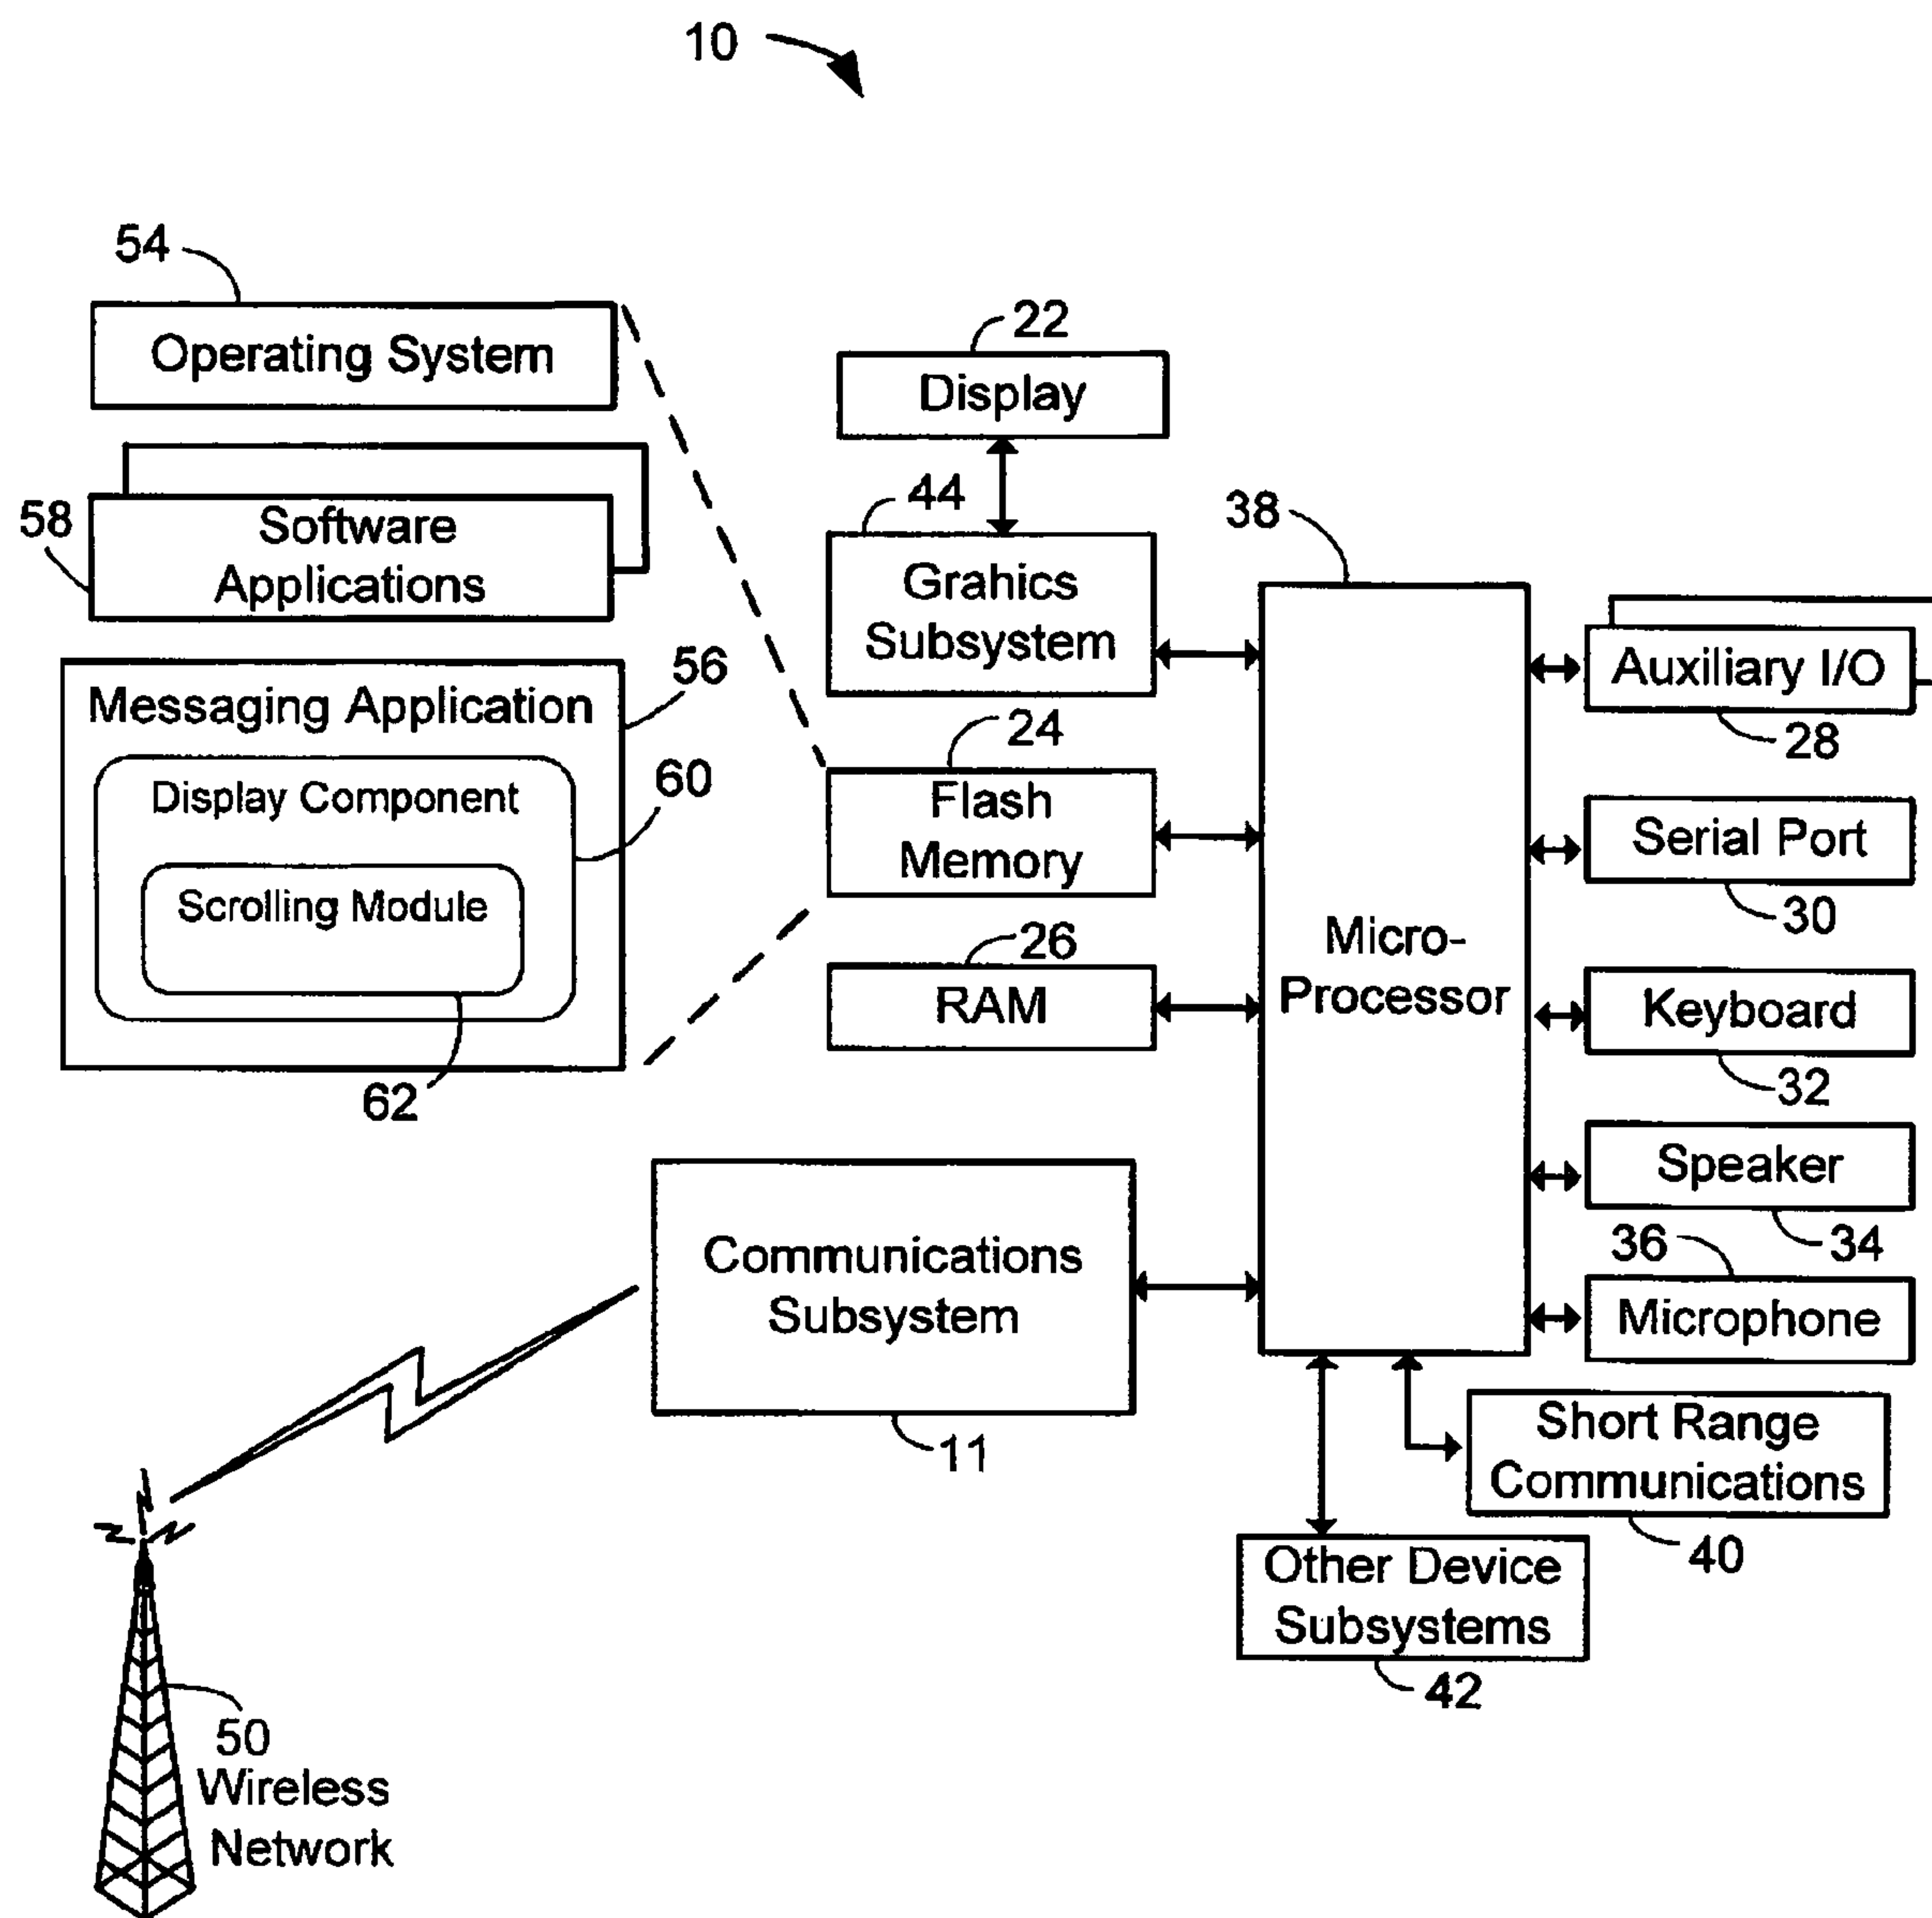 10
54
Operating System
58
Software
Applications
56
Messaging Application
60
Display Component
Scrolling Module
62
22
Display
44
Grahics
Subsystem
24
Flash
Memory
26
RAM
Communications
Subsystem
11
38
Micro-
Processor
Auxiliary I/O
28
Serial Port
30
Keyboard
32
Speaker
34
36
Microphone
Short Range
Communications
40
Other Device
Subsystems
42
50
Wireless
Network